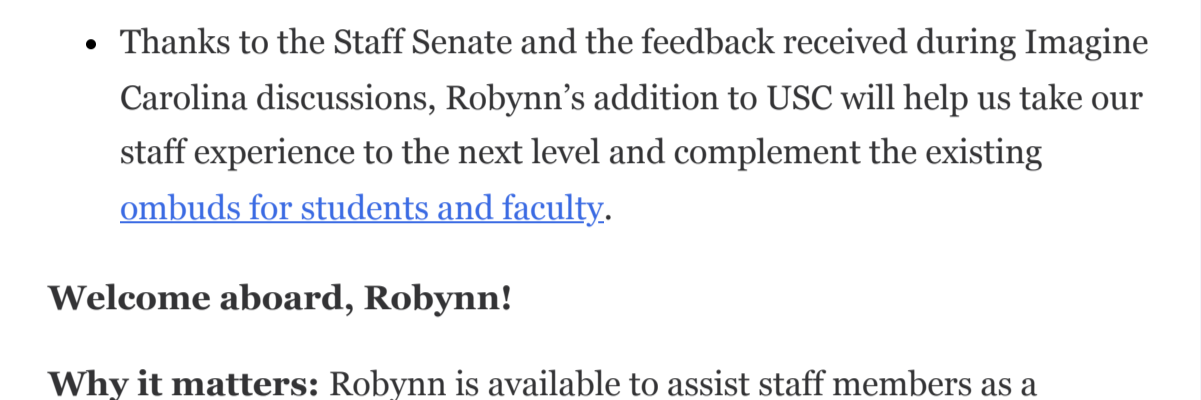 • Thanks to the Staff Senate and the feedback received during Imagine
Carolina discussions, Robynn’s addition to USC will help us take our
staff experience to the next level and complement the existing
ombuds for students and faculty.
Welcome aboard, Robynn!
Why it matters: Robynn is available to assist staff members as a